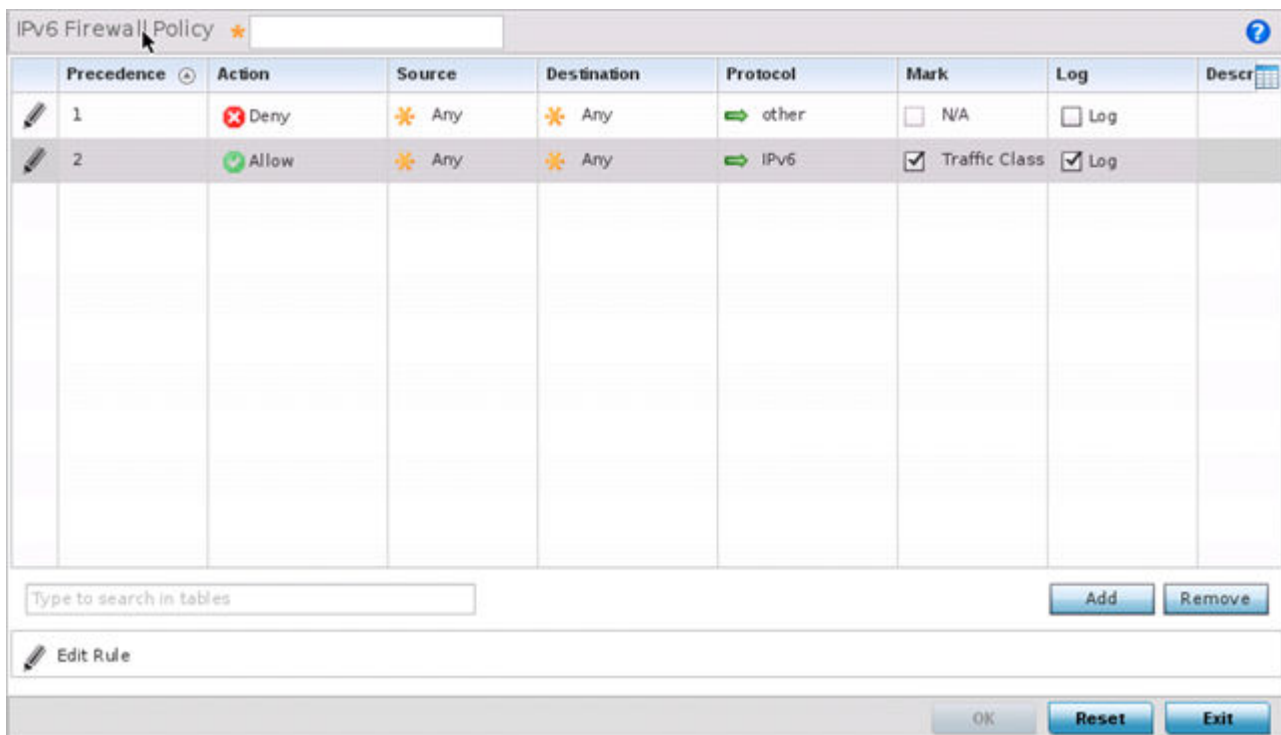 IPv6 Firewall Policy *
Precedence Action Source Destination Protocol Mark Log Descr
1 Deny Any Any other N/A Log
2 Allow Any Any IPv6 Traffic Class Log
Type to search in tables Add Remove
Edit Rule
OK Reset Exit